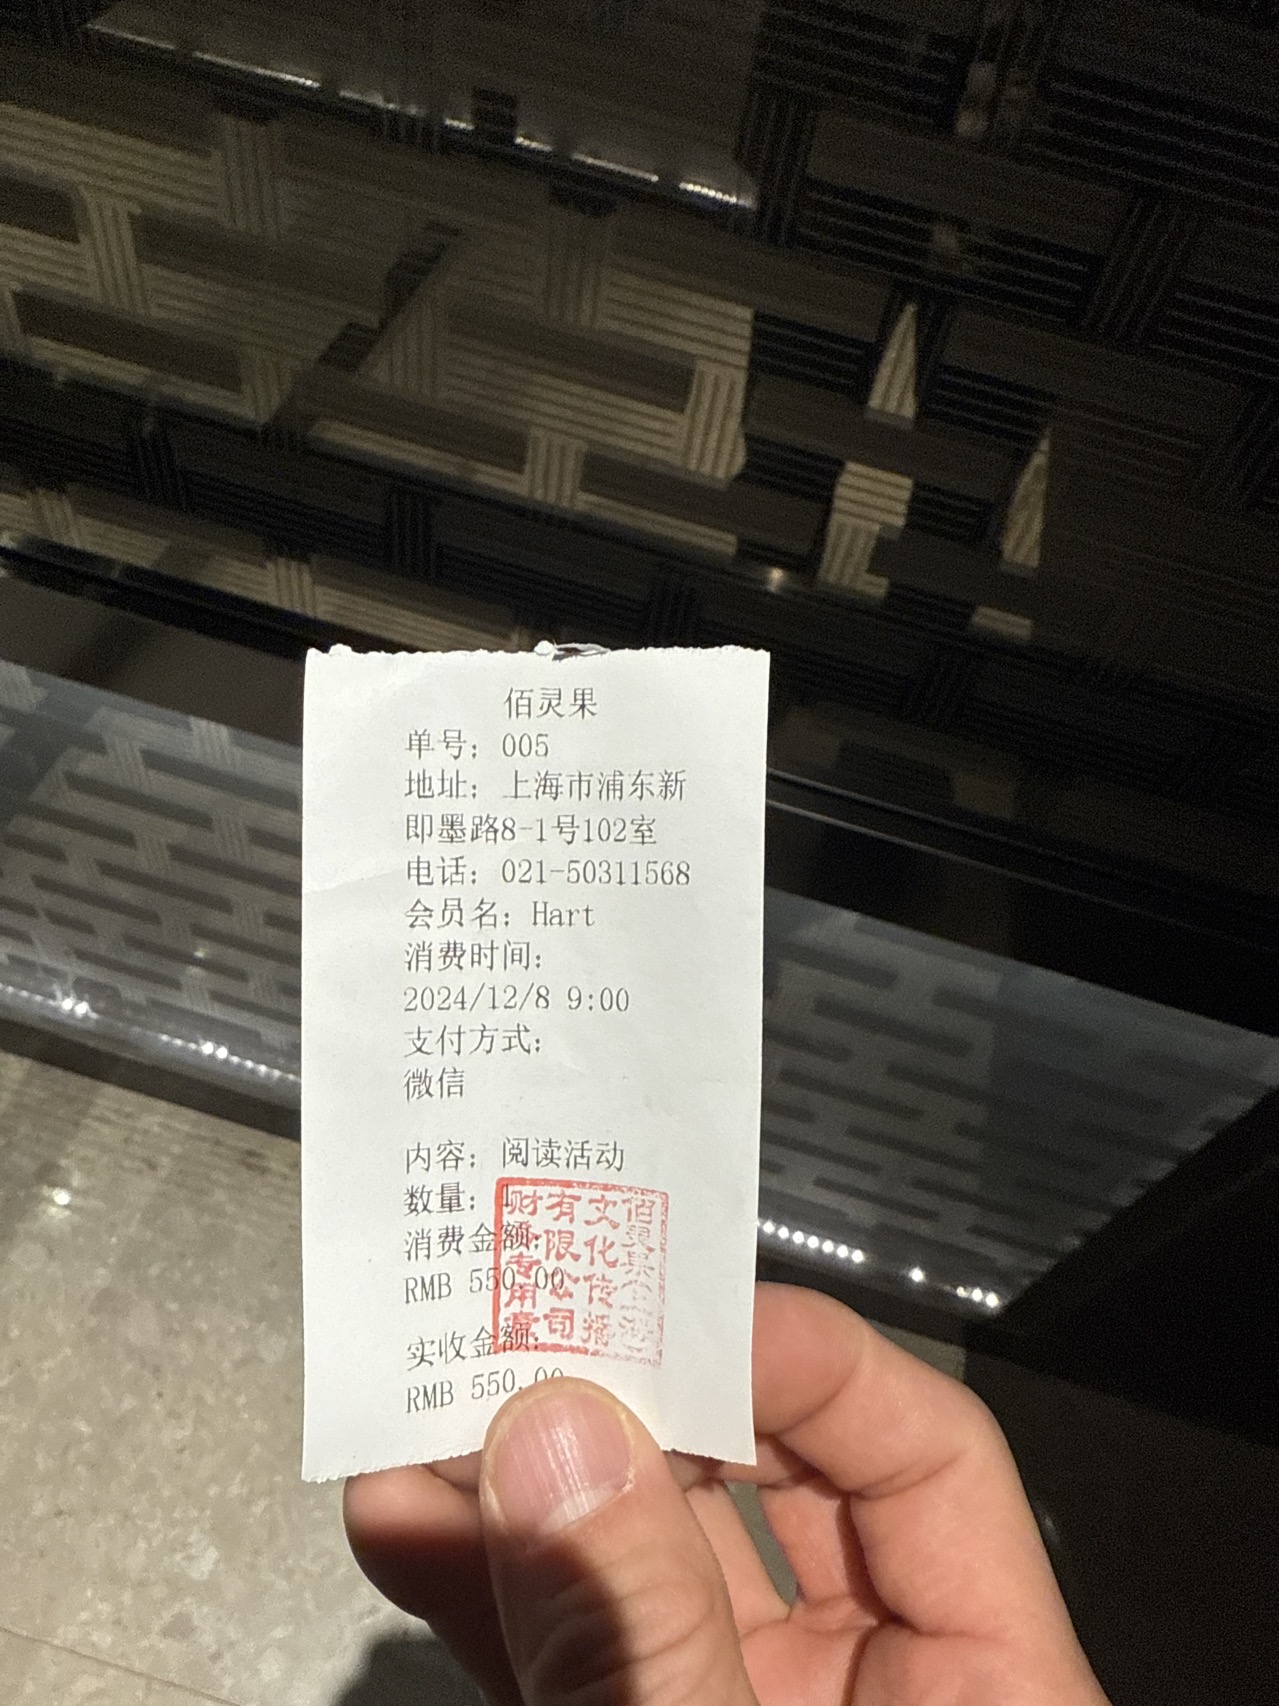 佰灵果
单号：005
地址：上海市浦东新
即墨路8-1号102室
电话：021-50311568
会员名：Hart
消费时间：
2024/12/8 9:00
支付方式：
微信
内容：阅读活动
数量：1
消费金额：
RMB 550.00
实收金额：
RMB 550.00
佰灵果
文化传播
有限公司
财务专用章